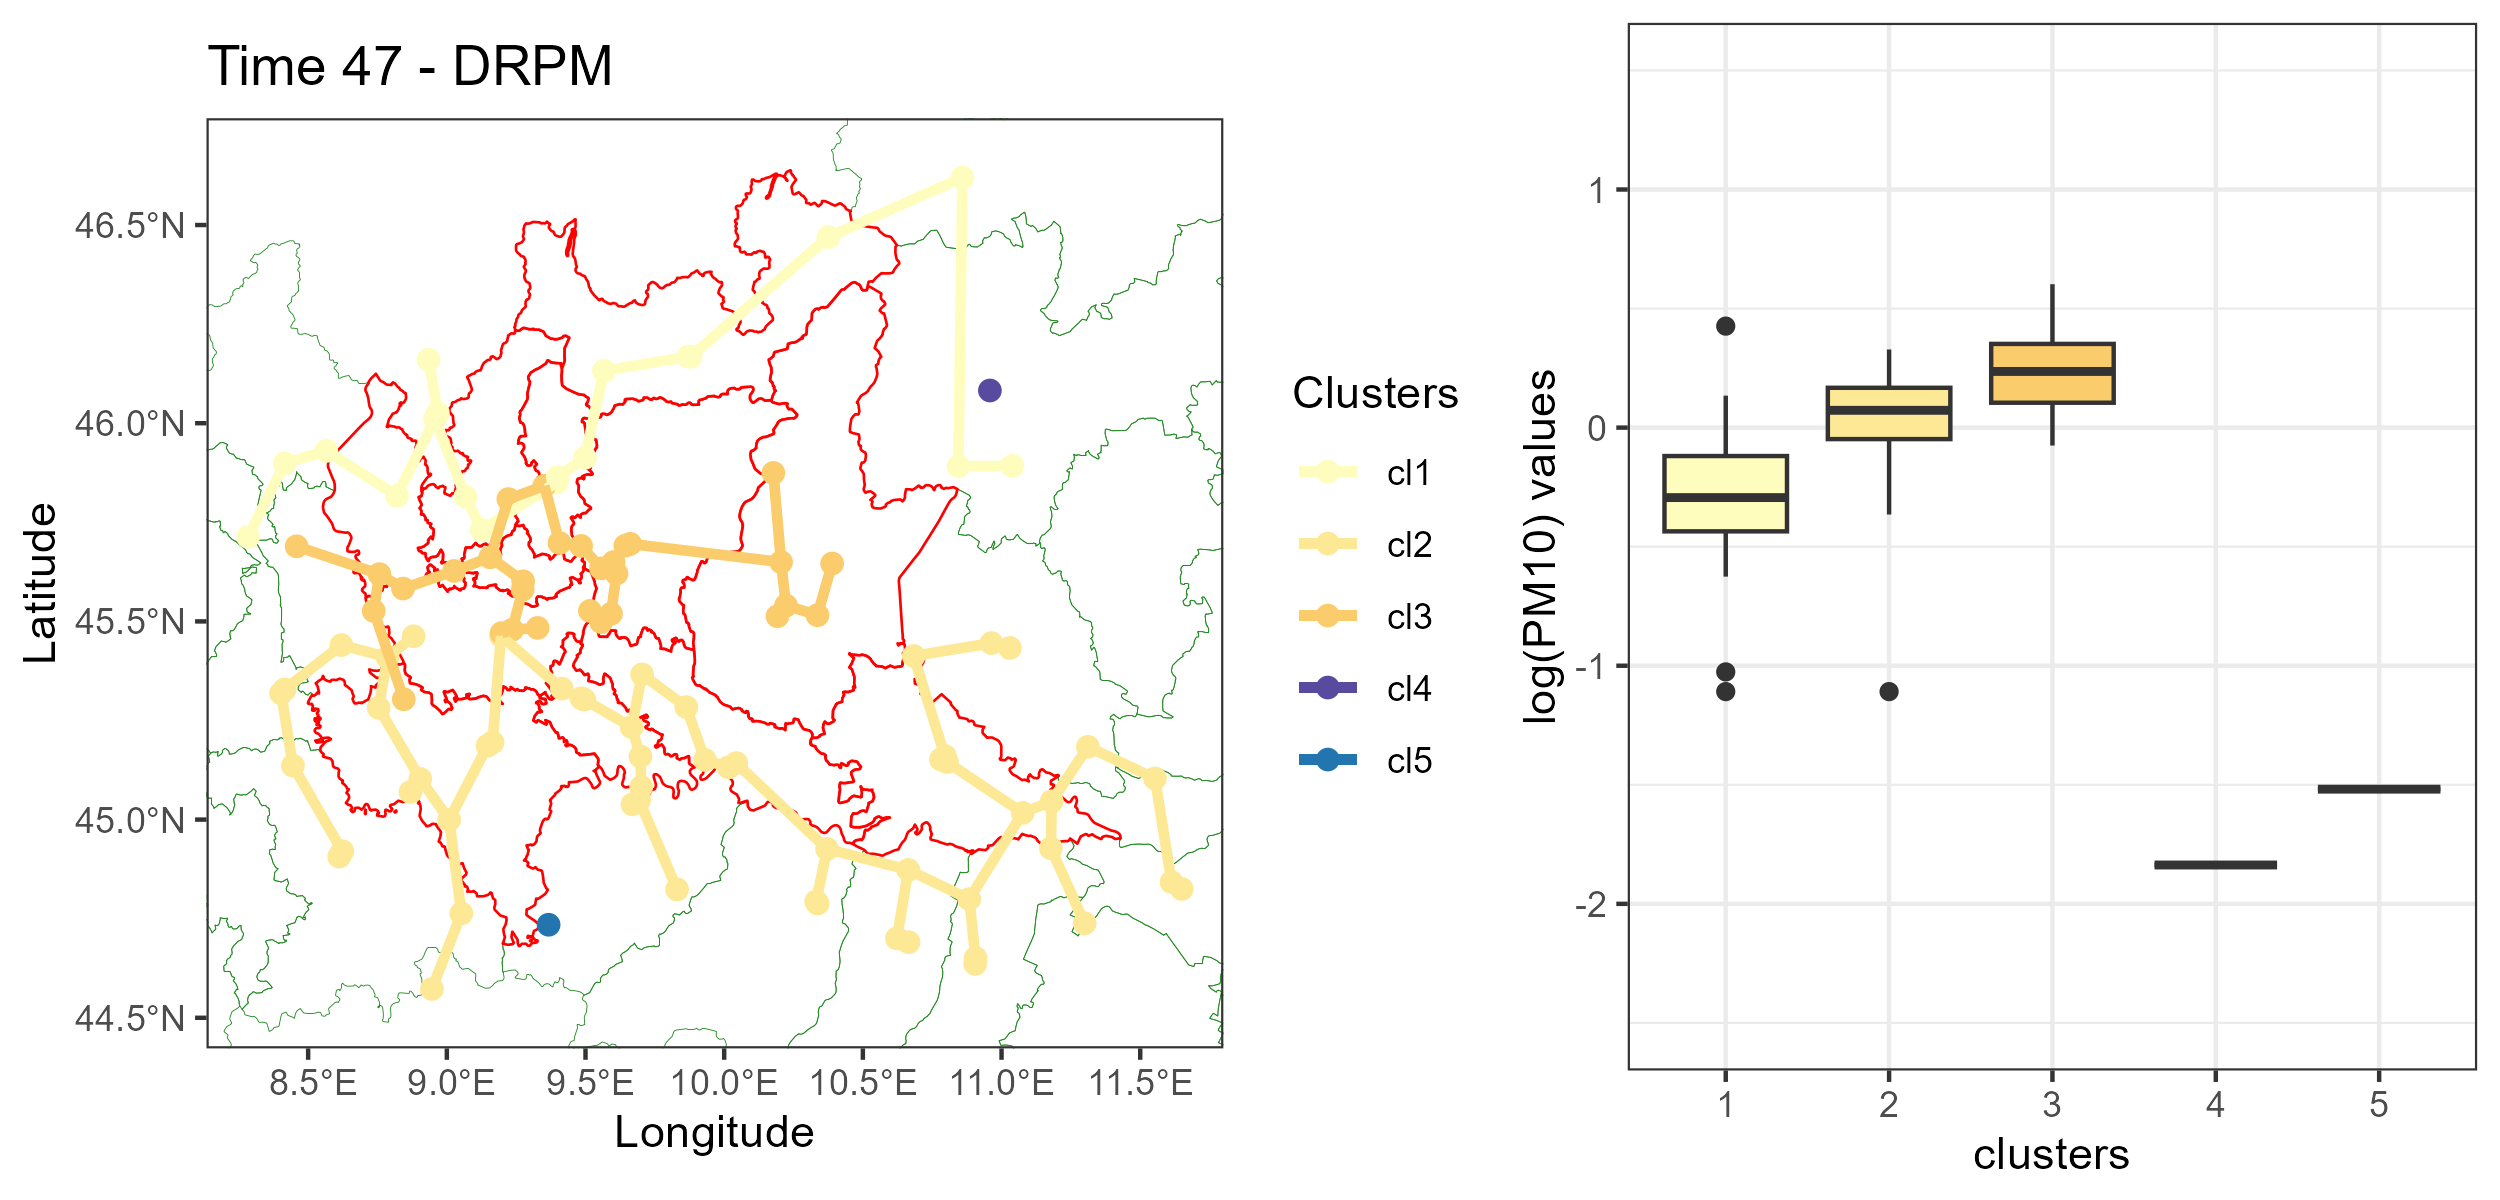 Time 47 - DRPM
Latitude
46.5°N
46.0°N
45.5°N
45.0°N
44.5°N
8.5°E 9.0°E 9.5°E 10.0°E 10.5°E 11.0°E 11.5°E
Longitude
Clusters
cl1
cl2
cl3
cl4
cl5
log(PM10) values
1
0
-1
-2
1 2 3 4 5
clusters